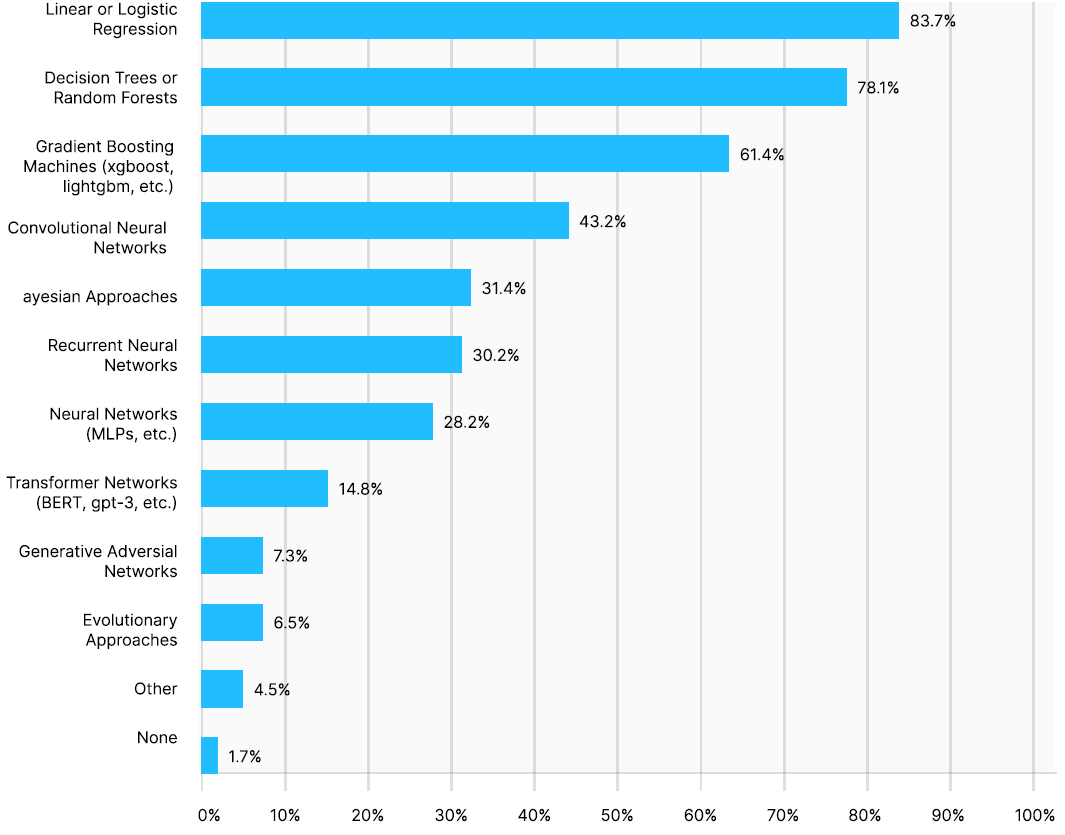 Linear or Logistic
Regression
83.7%
Decision Trees or
Random Forests
78.1%
Gradient Boosting
Machines (xgboost,
lightgbm, etc.)
61.4%
Convolutional Neural
Networks
43.2%
ayesian Approaches
31.4%
Recurrent Neural
Networks
30.2%
Neural Networks
(MLPs, etc.)
28.2%
Transformer Networks
(BERT, gpt-3, etc.)
14.8%
Generative Adversial
Networks
7.3%
Evolutionary
Approaches
6.5%
Other
4.5%
None
1.7%
0% 10% 20% 30% 40% 50% 60% 70% 80% 90% 100%